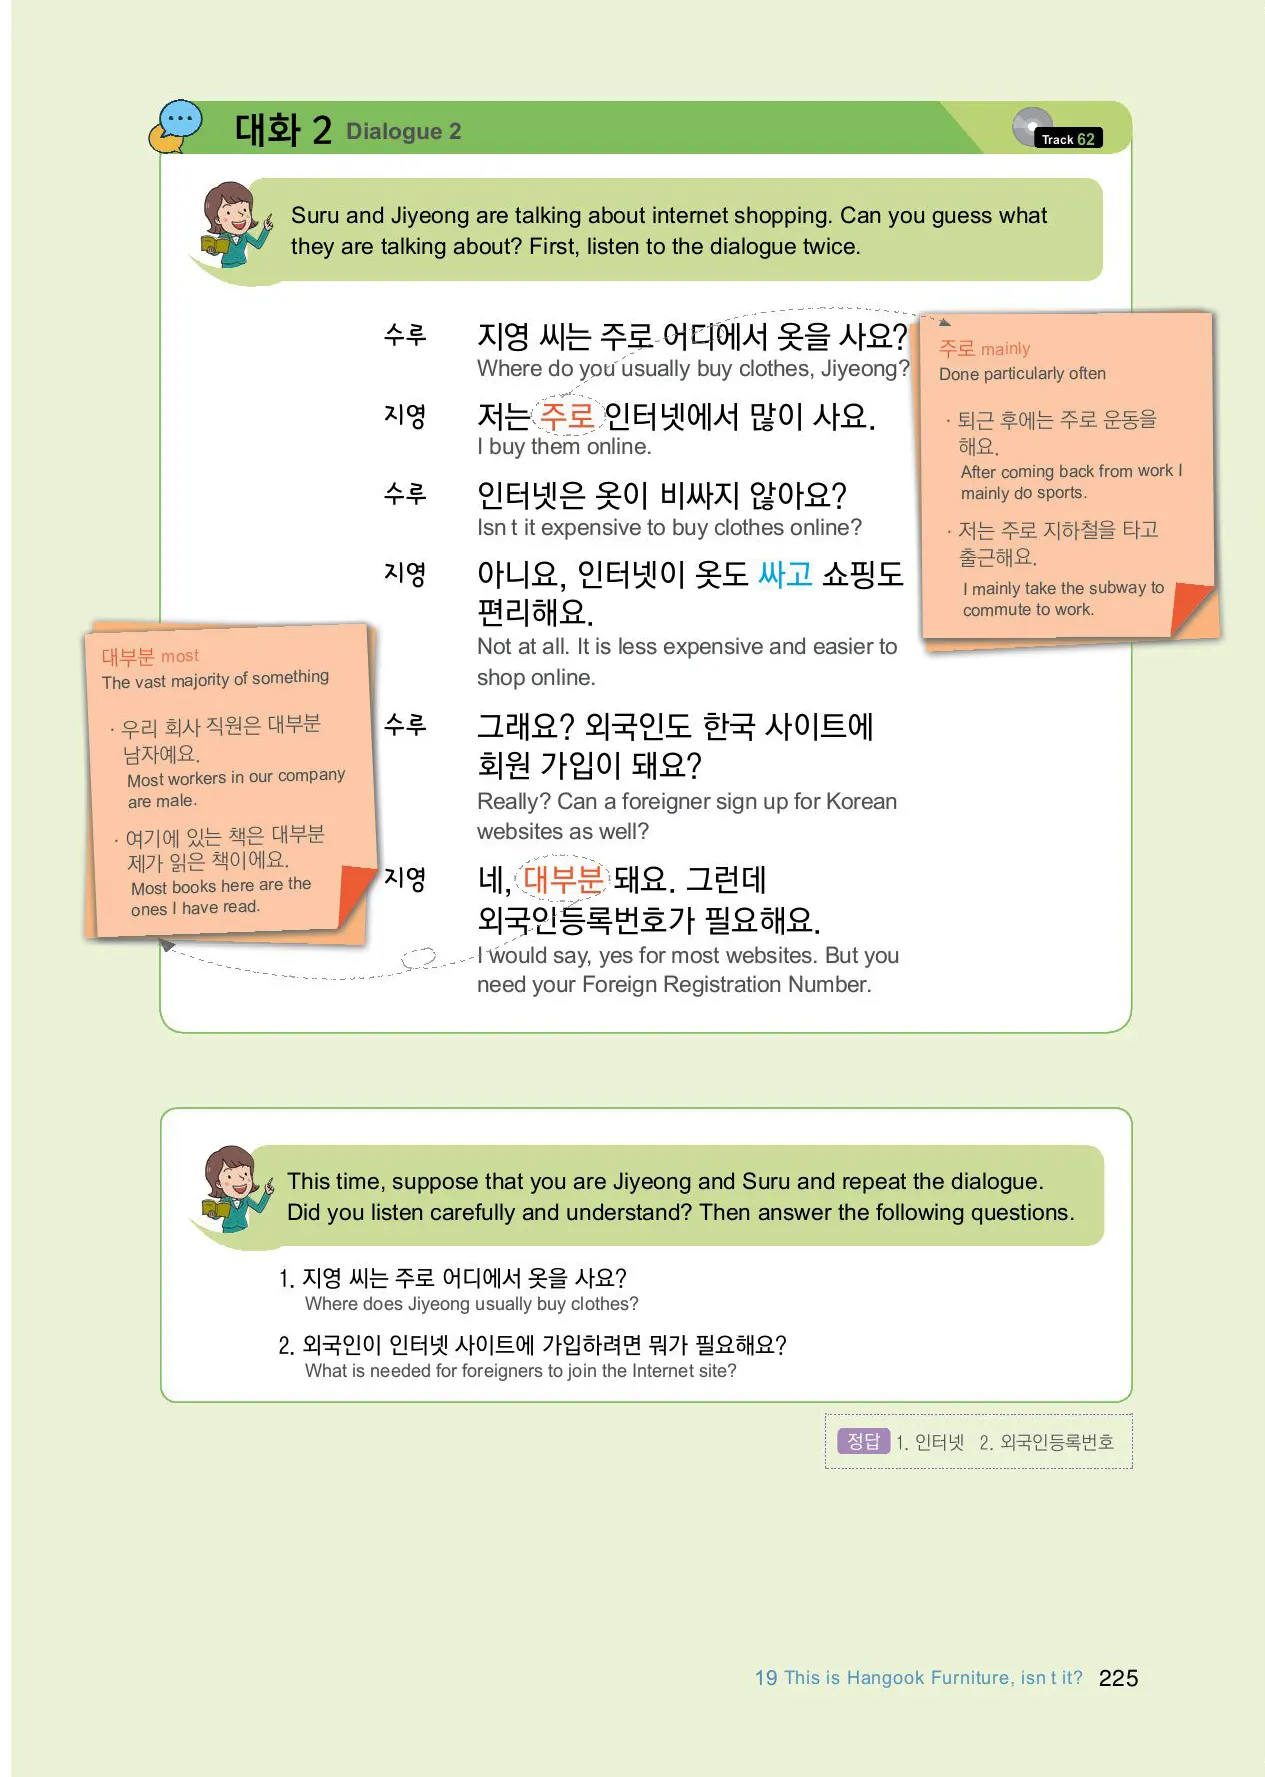 대화 2 Dialogue 2
Track 62
Suru and Jiyeong are talking about internet shopping. Can you guess what
they are talking about? First, listen to the dialogue twice.
수루 지영 씨는 주로 어디에서 옷을 사요?
Where do you usually buy clothes, Jiyeong?
지영 저는 주로 인터넷에서 많이 사요.
I buy them online.
수루 인터넷은 옷이 비싸지 않아요?
Isn t it expensive to buy clothes online?
지영 아니요, 인터넷이 옷도 싸고 쇼핑도
편리해요.
Not at all. It is less expensive and easier to
shop online.
수루 그래요? 외국인도 한국 사이트에
회원 가입이 돼요?
Really? Can a foreigner sign up for Korean
websites as well?
지영 네, 대부분 돼요. 그런데
외국인등록번호가 필요해요.
I would say, yes for most websites. But you
need your Foreign Registration Number.
주로 mainly
Done particularly often
· 퇴근 후에는 주로 운동을
해요.
After coming back from work I
mainly do sports.
· 저는 주로 지하철을 타고
출근해요.
I mainly take the subway to
commute to work.
대부분 most
The vast majority of something
· 우리 회사 직원은 대부분
남자예요.
Most workers in our company
are male.
· 여기에 있는 책은 대부분
제가 읽은 책이에요.
Most books here are the
ones I have read.
This time, suppose that you are Jiyeong and Suru and repeat the dialogue.
Did you listen carefully and understand? Then answer the following questions.
1. 지영 씨는 주로 어디에서 옷을 사요?
Where does Jiyeong usually buy clothes?
2. 외국인이 인터넷 사이트에 가입하려면 뭐가 필요해요?
What is needed for foreigners to join the Internet site?
정답 1. 인터넷 2. 외국인등록번호
19 This is Hangook Furniture, isn t it? 225